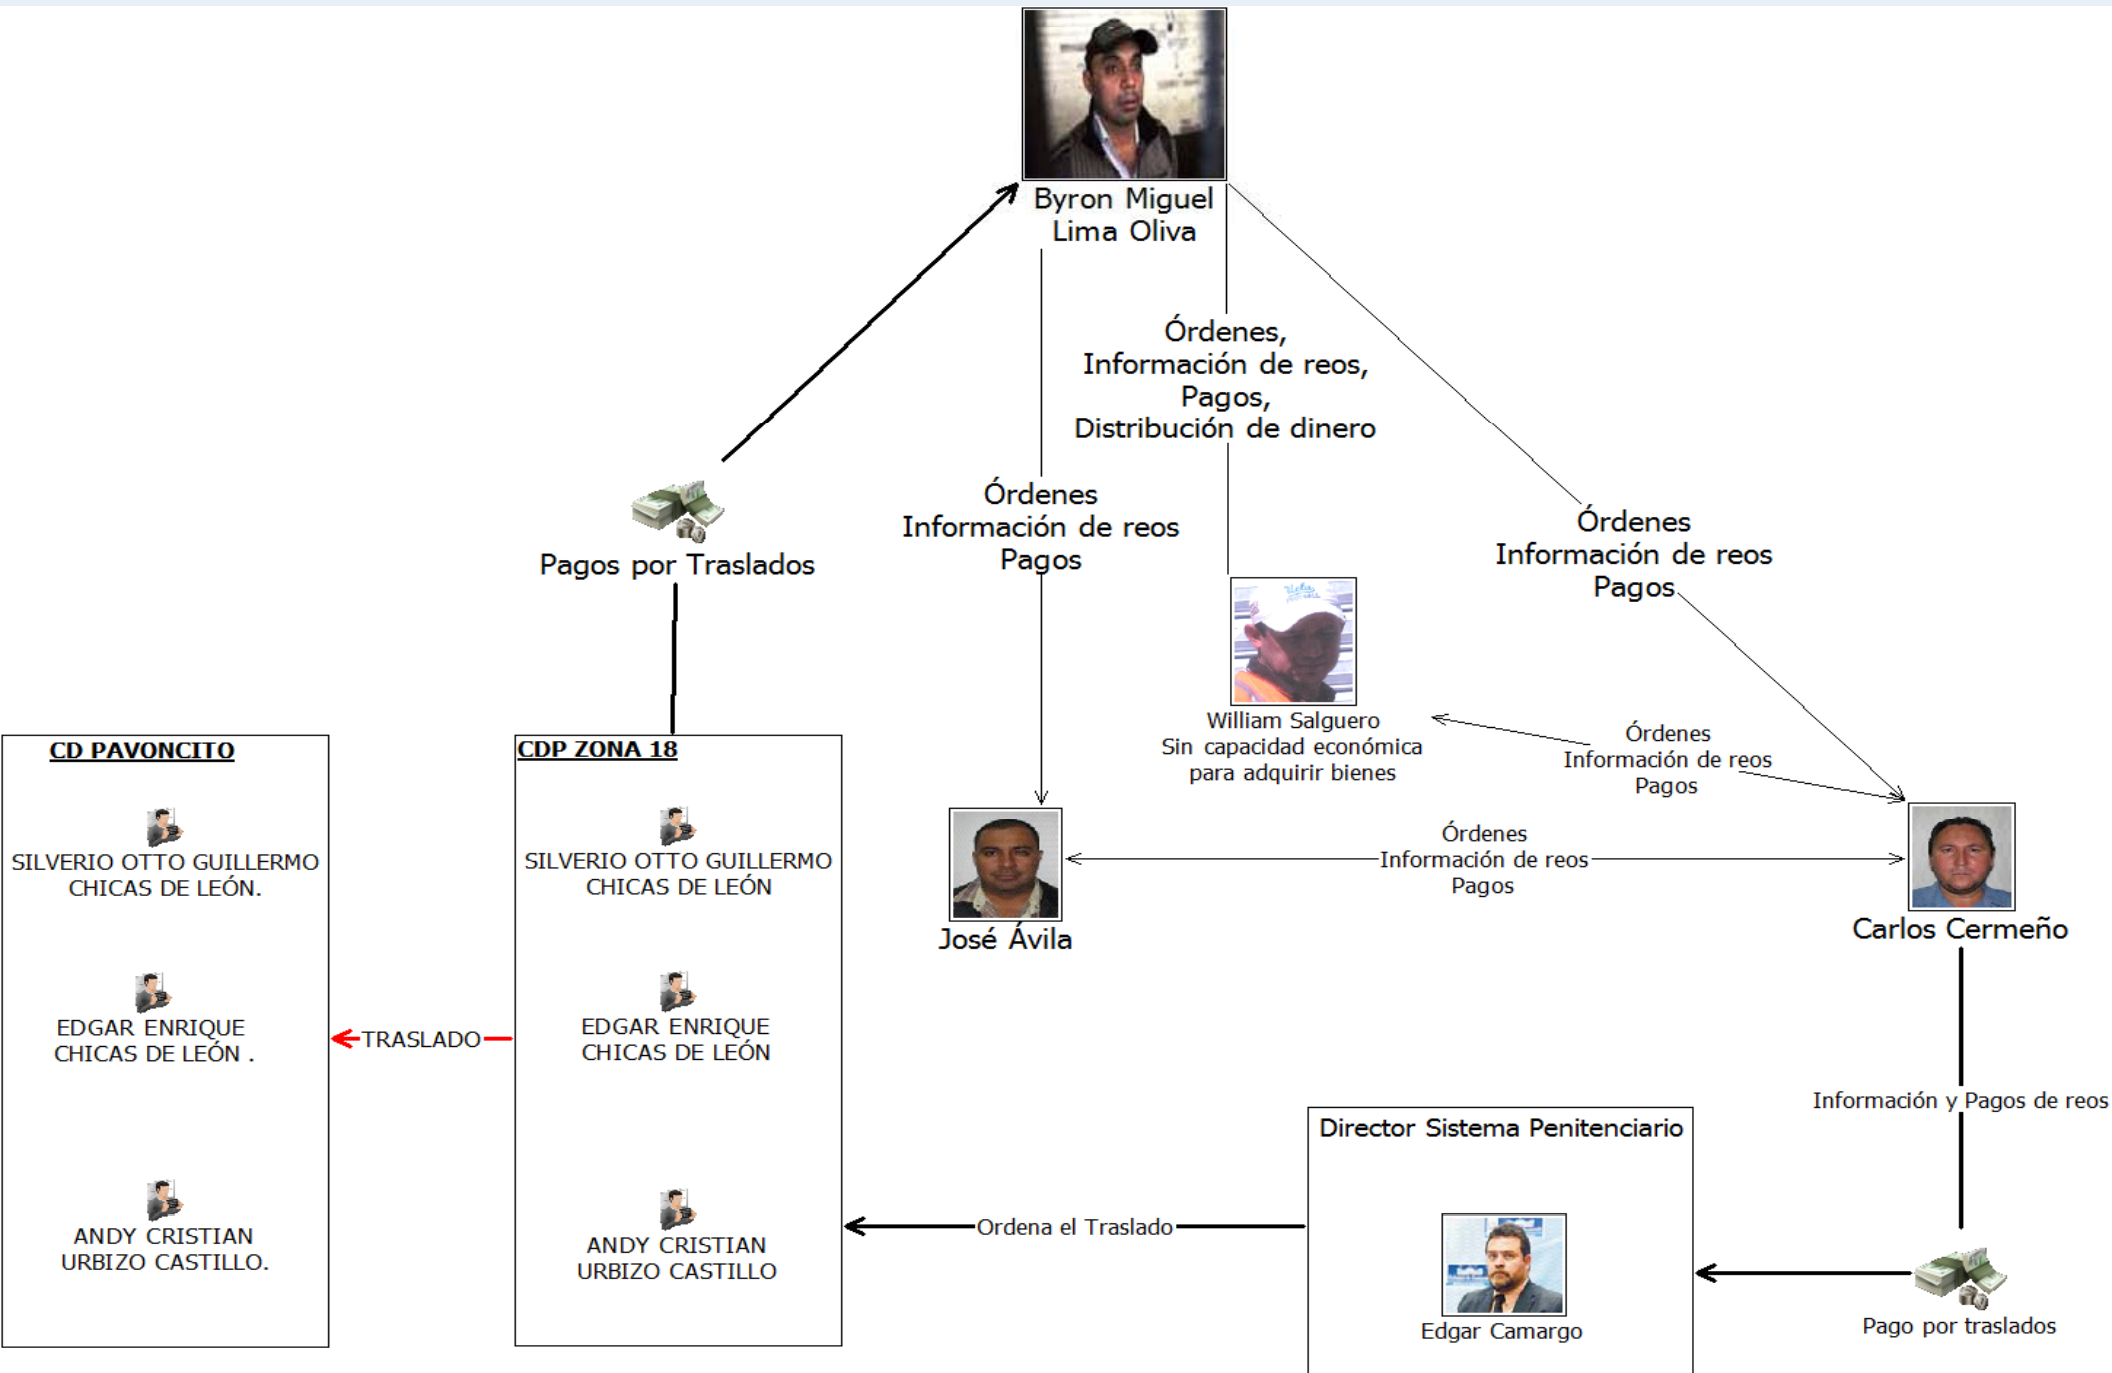 Byron Miguel
Lima Oliva
Órdenes,
Información de reos,
Pagos,
Distribución de dinero
Órdenes
Información de reos
Pagos
Órdenes
Información de reos
Pagos
Pagos por Traslados
William Salguero
Sin capacidad económica
para adquirir bienes
Órdenes
Información de reos
Pagos
Órdenes
Información de reos
Pagos
José Ávila
Carlos Cermeño
CD PAVONCITO
SILVERIO OTTO GUILLERMO
CHICAS DE LEÓN.
EDGAR ENRIQUE
CHICAS DE LEÓN .
ANDY CRISTIAN
URBIZO CASTILLO.
TRASLADO
CDP ZONA 18
SILVERIO OTTO GUILLERMO
CHICAS DE LEÓN
EDGAR ENRIQUE
CHICAS DE LEÓN
ANDY CRISTIAN
URBIZO CASTILLO
Ordena el Traslado
Director Sistema Penitenciario
Edgar Camargo
Información y Pagos de reos
Pago por traslados